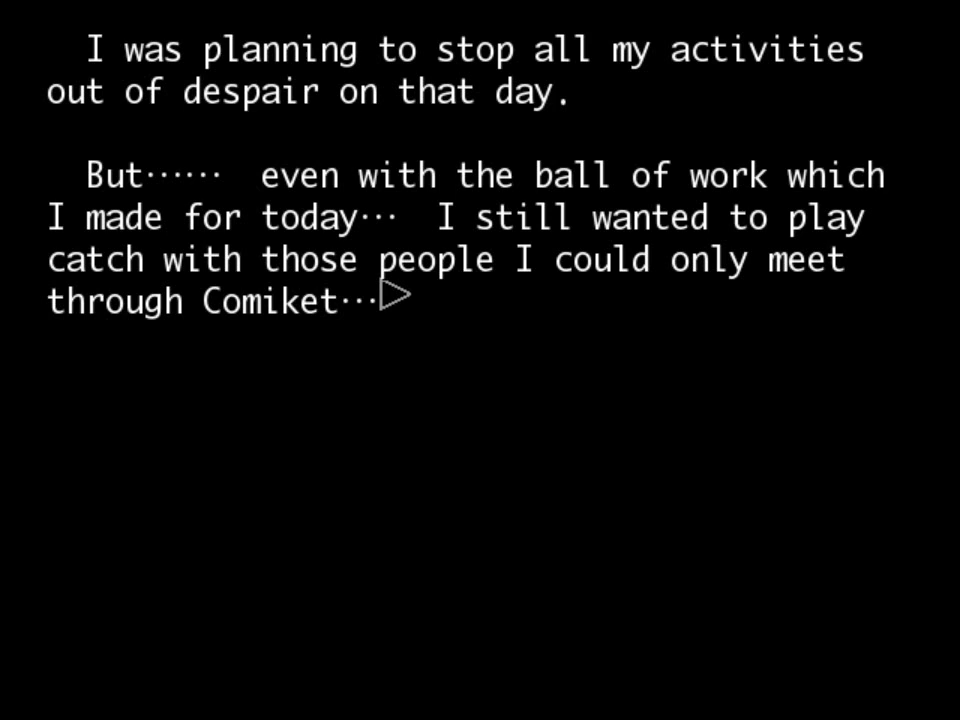 I was planning to stop all my activities
out of despair on that day.
But…… even with the ball of work which
I made for today… I still wanted to play
catch with those people I could only meet
through Comiket…